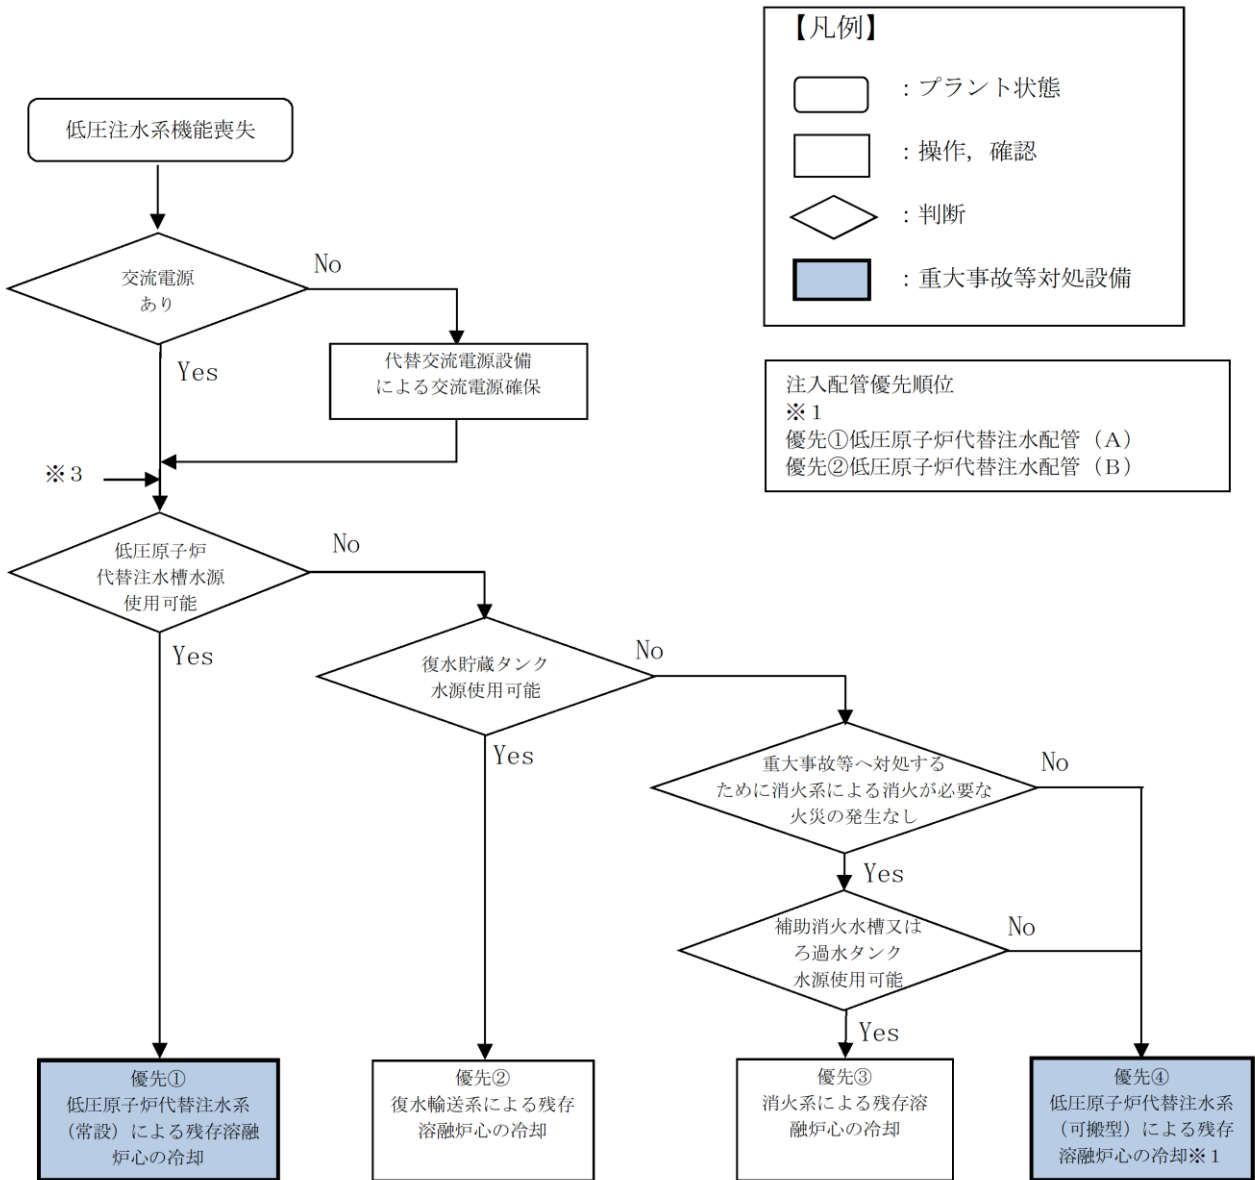 【凡例】
：プラント状態
：操作，確認
：判断
：重大事故等対処設備
注入配管優先順位
※１
優先①低圧原子炉代替注水配管（Ａ）
優先②低圧原子炉代替注水配管（Ｂ）
低圧注水系機能喪失
交流電源
あり
No
Yes
代替交流電源設備
による交流電源確保
※３
低圧原子炉
代替注水槽水源
使用可能
No
Yes
復水貯蔵タンク
水源使用可能
No
Yes
重大事故等へ対処する
ために消火系による消火が必要な
火災の発生なし
No
Yes
補助消火水槽又は
ろ過水タンク
水源使用可能
No
Yes
優先①
低圧原子炉代替注水系
（常設）による残存溶融
炉心の冷却
優先②
復水輸送系による残存
溶融炉心の冷却
優先③
消火系による残存溶
融炉心の冷却
優先④
低圧原子炉代替注水系
（可搬型）による残存
溶融炉心の冷却※１